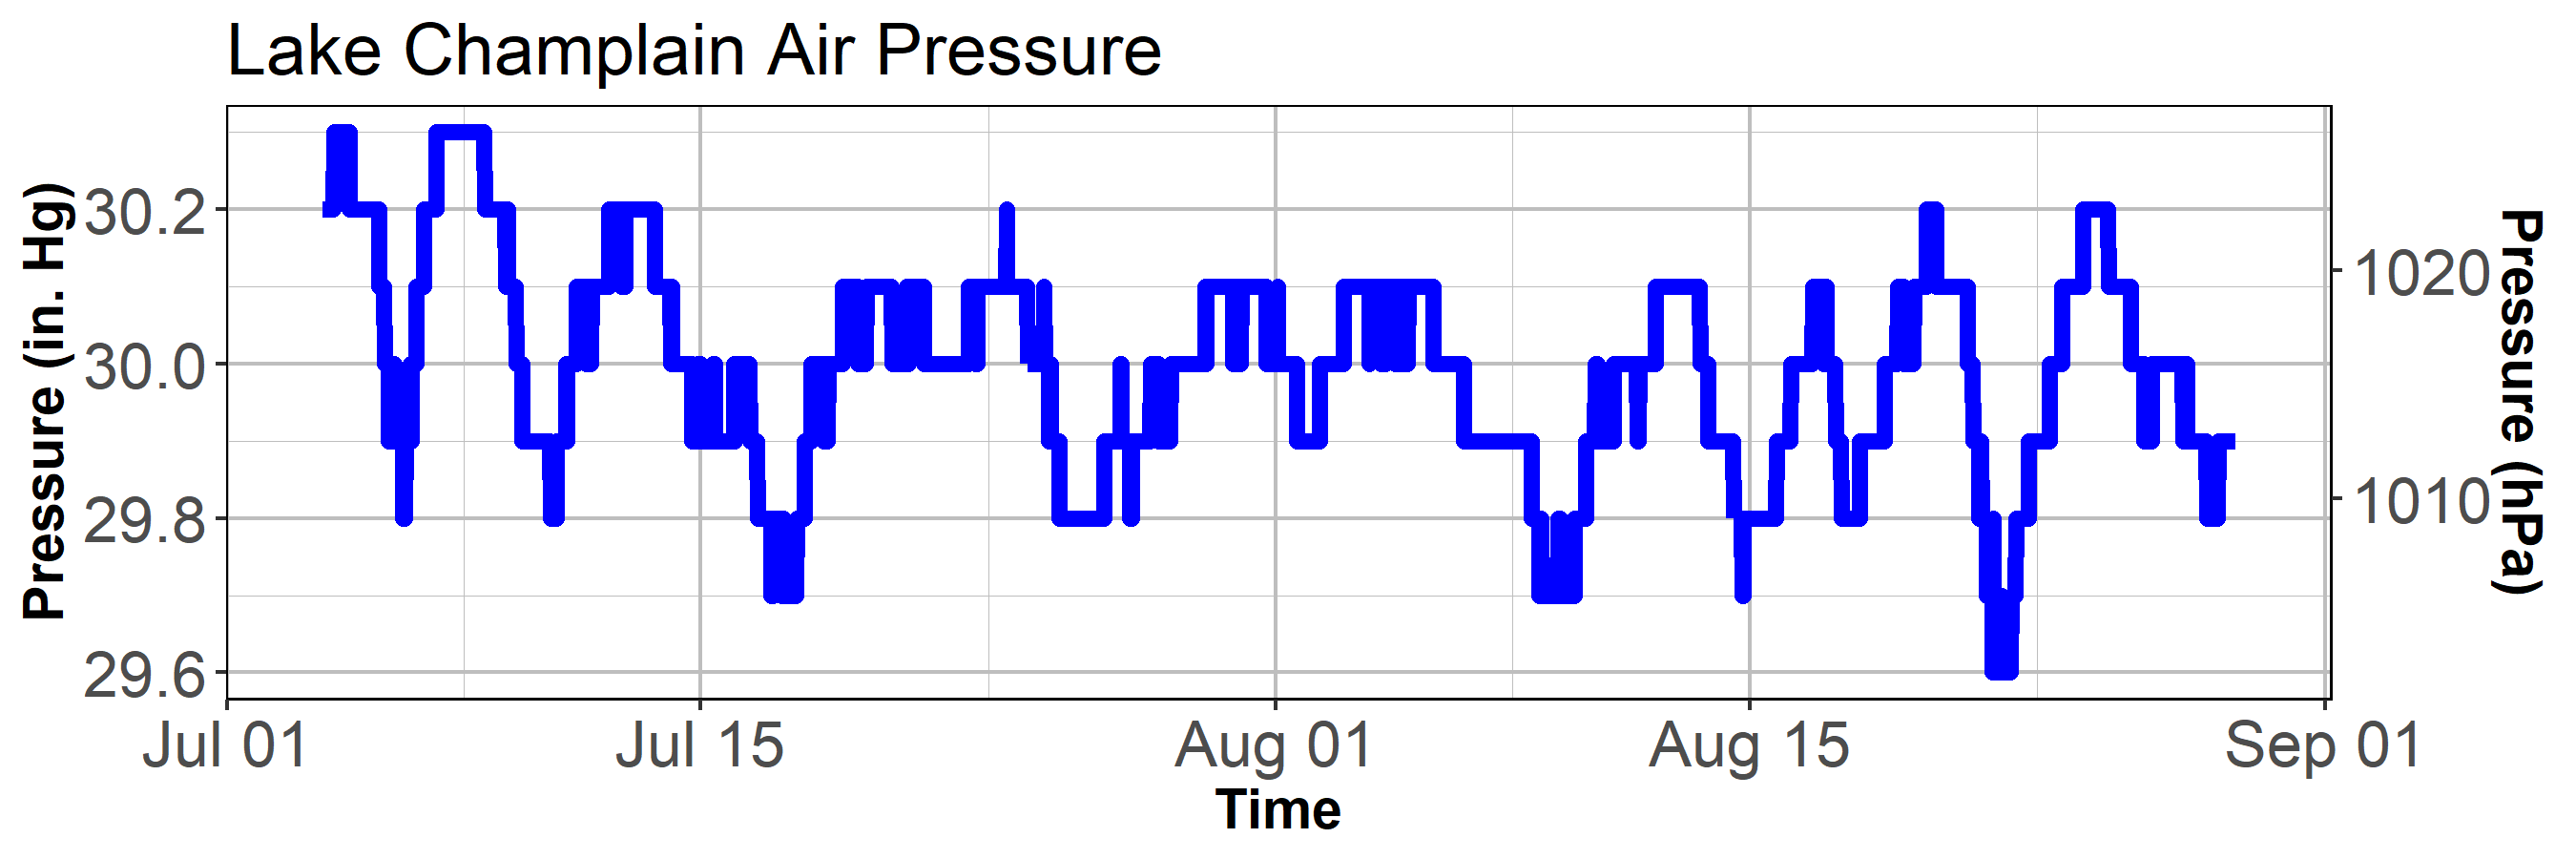 Lake Champlain Air Pressure
Pressure (in. Hg)
30.2
30.0
29.8
29.6
1020
1010
Pressure (hPa)
Jul 01
Jul 15
Aug 01
Aug 15
Sep 01
Time